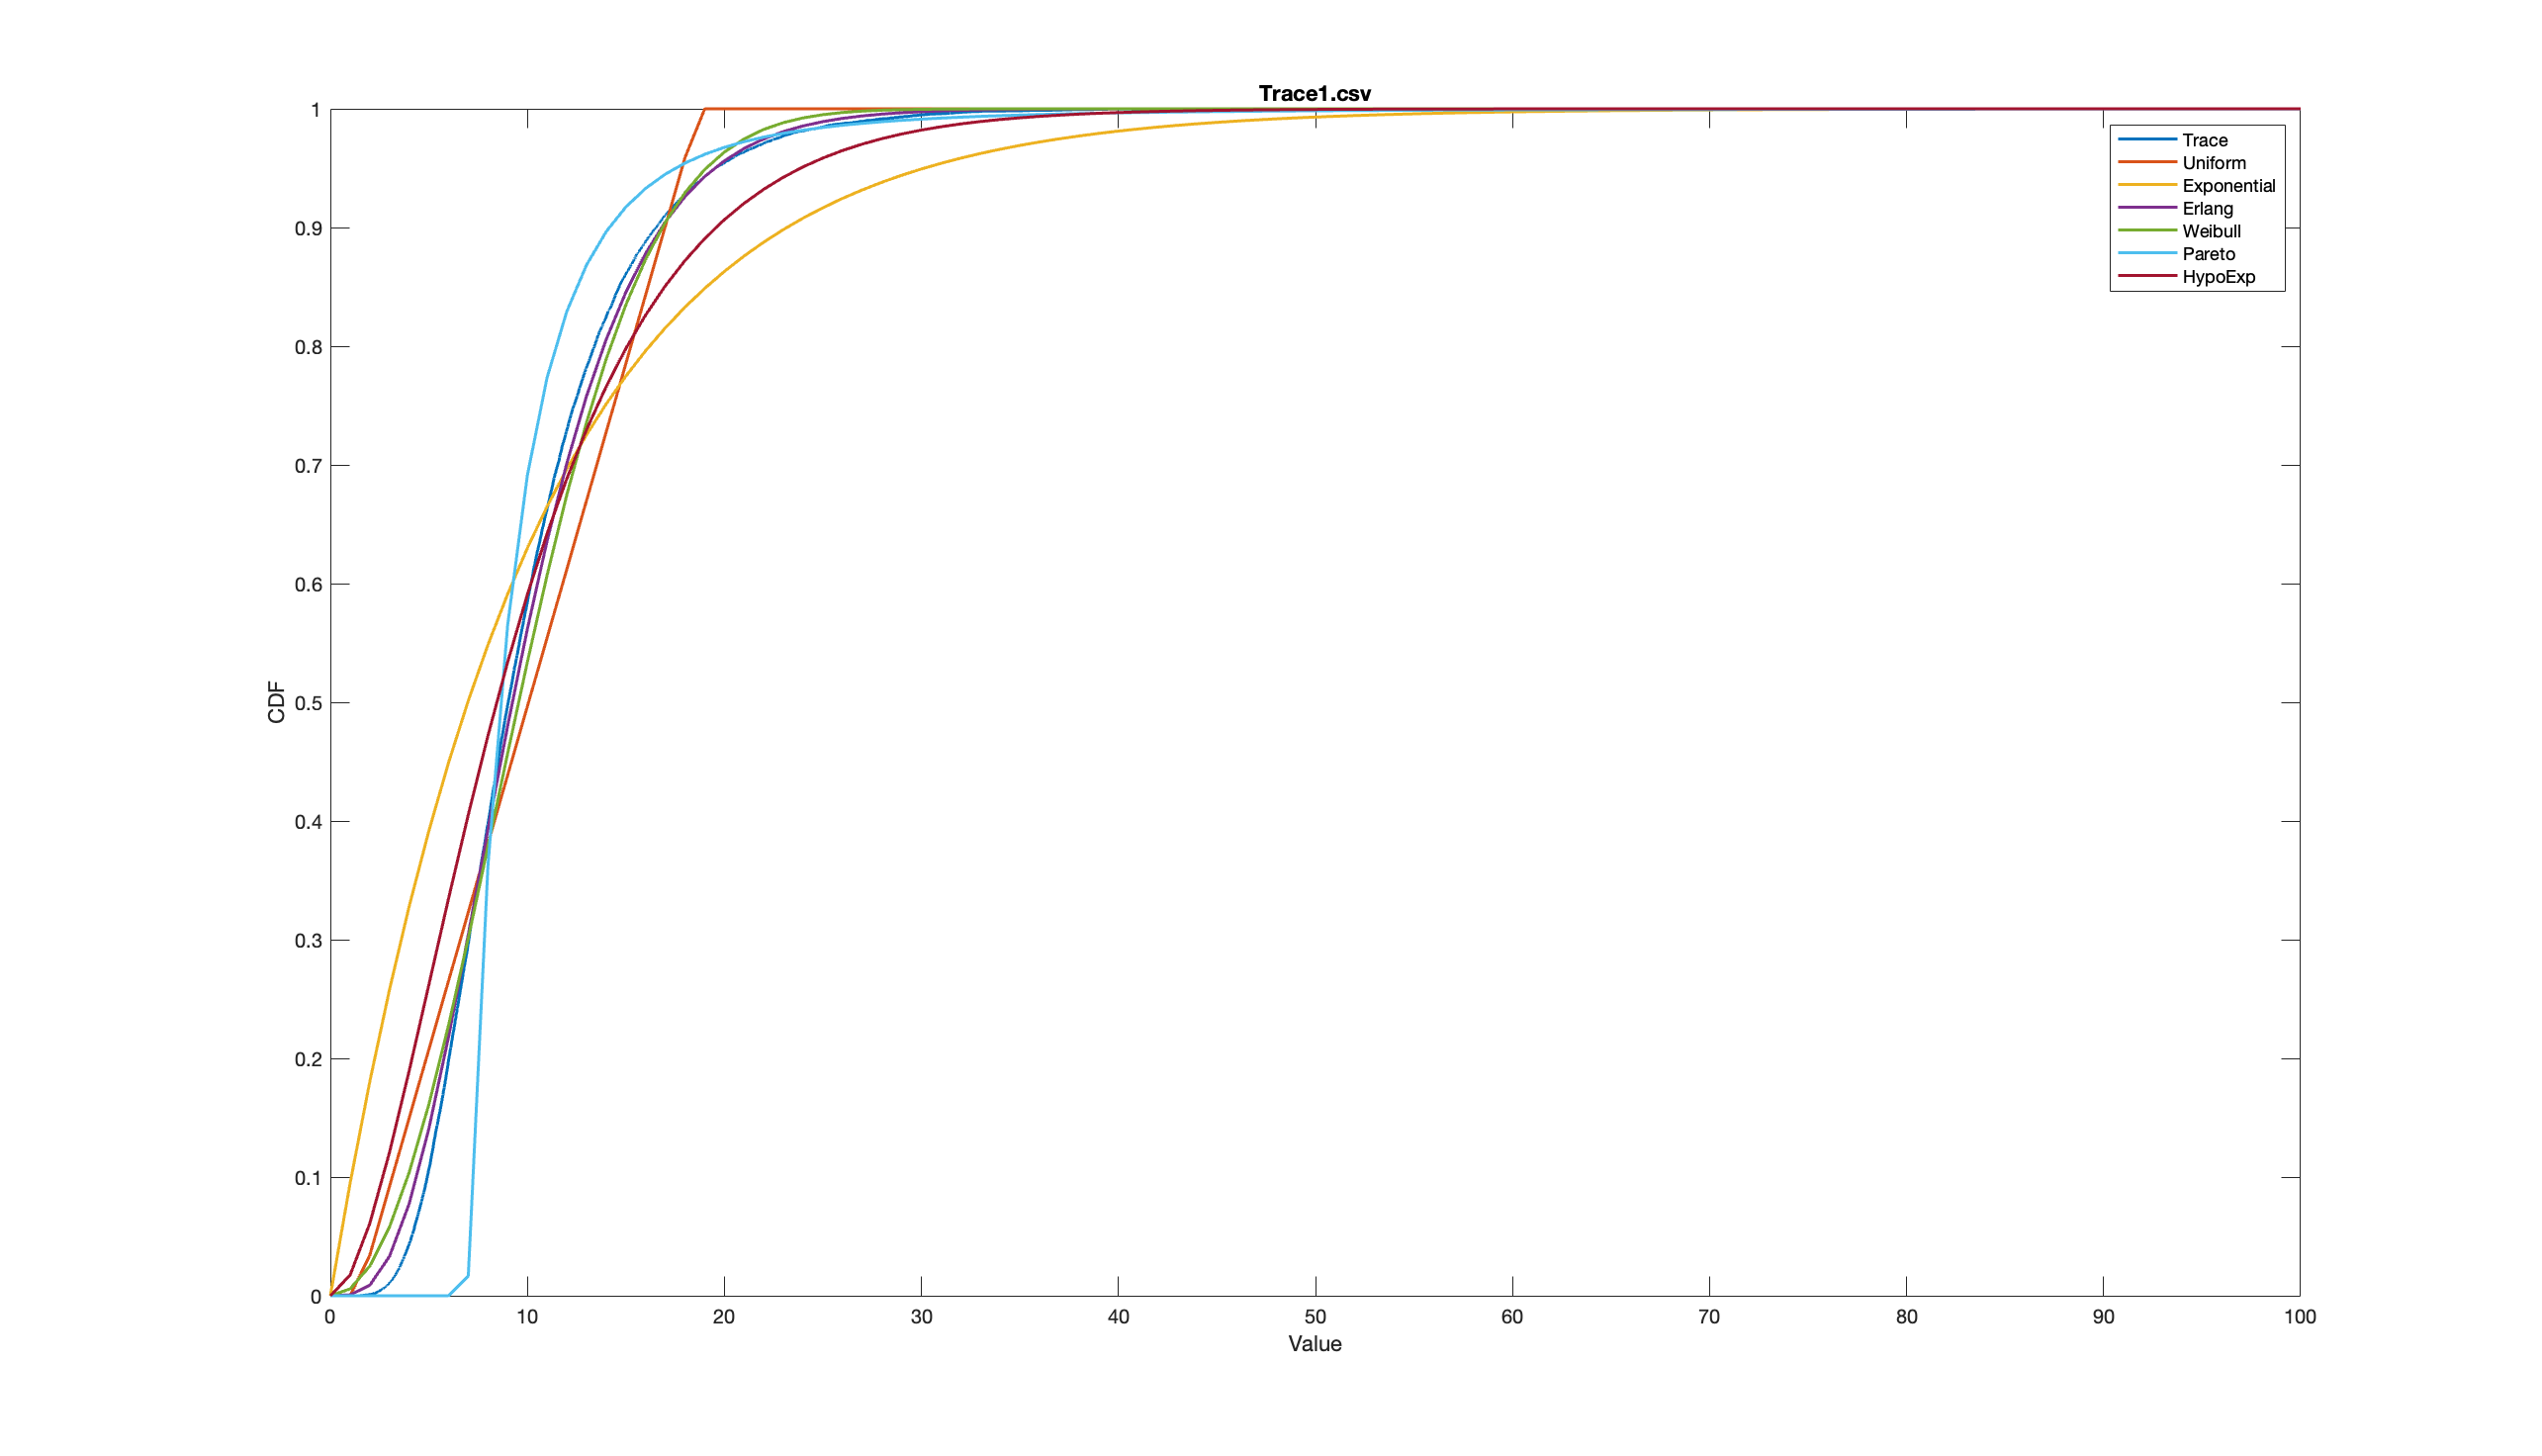 Trace1.csv
1
0.9
0.8
0.7
0.6
0.5
0.4
0.3
0.2
0.1
0
CDF
Trace
Uniform
Exponential
Erlang
Weibull
Pareto
HypoExp
0 10 20 30 40 50 60 70 80 90 100
Value